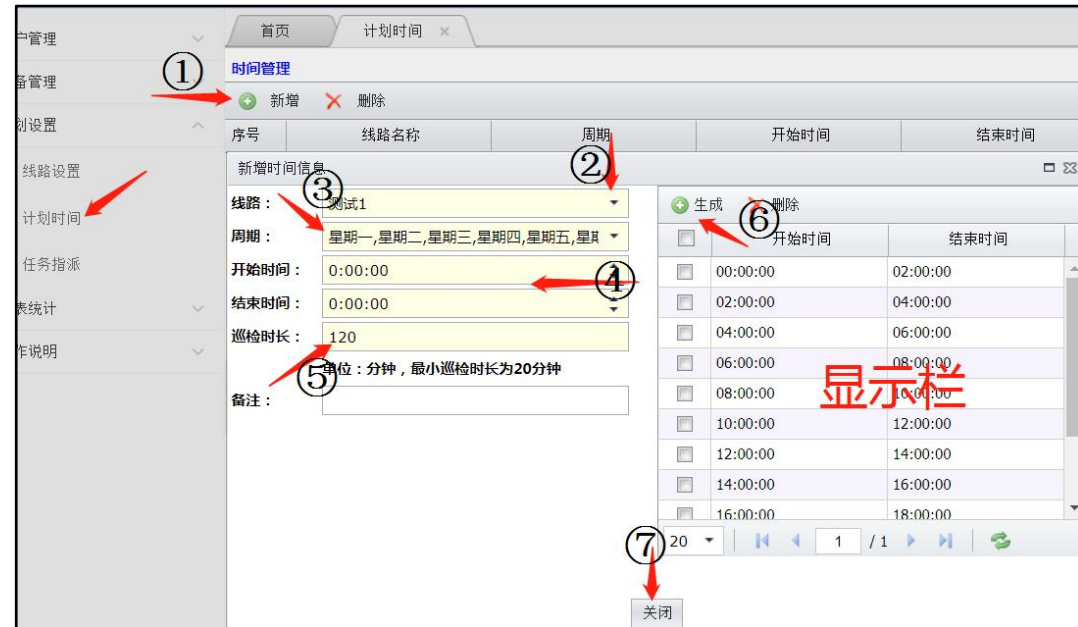 首页 计划时间 ×
户管理
时间管理
①
备管理
新增 删除
划设置
序号 线路名称 周期 开始时间 结束时间
线路设置
新增时间信息
②
③
线路： 测试1
生成 删除
计划时间
⑥
周期： 星期一,星期二,星期三,星期四,星期五,星
开始时间 结束时间
任务指派
开始时间： 0:00:00
④
00:00:00 02:00:00
结束时间： 0:00:00
02:00:00 04:00:00
表统计
巡检时长： 120
04:00:00 06:00:00
作说明
⑤
单位：分钟，最小巡检时长为20分钟
06:00:00 08:00:00
显示栏
备注：
08:00:00 10:00:00
10:00:00 12:00:00
12:00:00 14:00:00
14:00:00 16:00:00
16:00:00 18:00:00
⑦
20 1 / 1
关闭